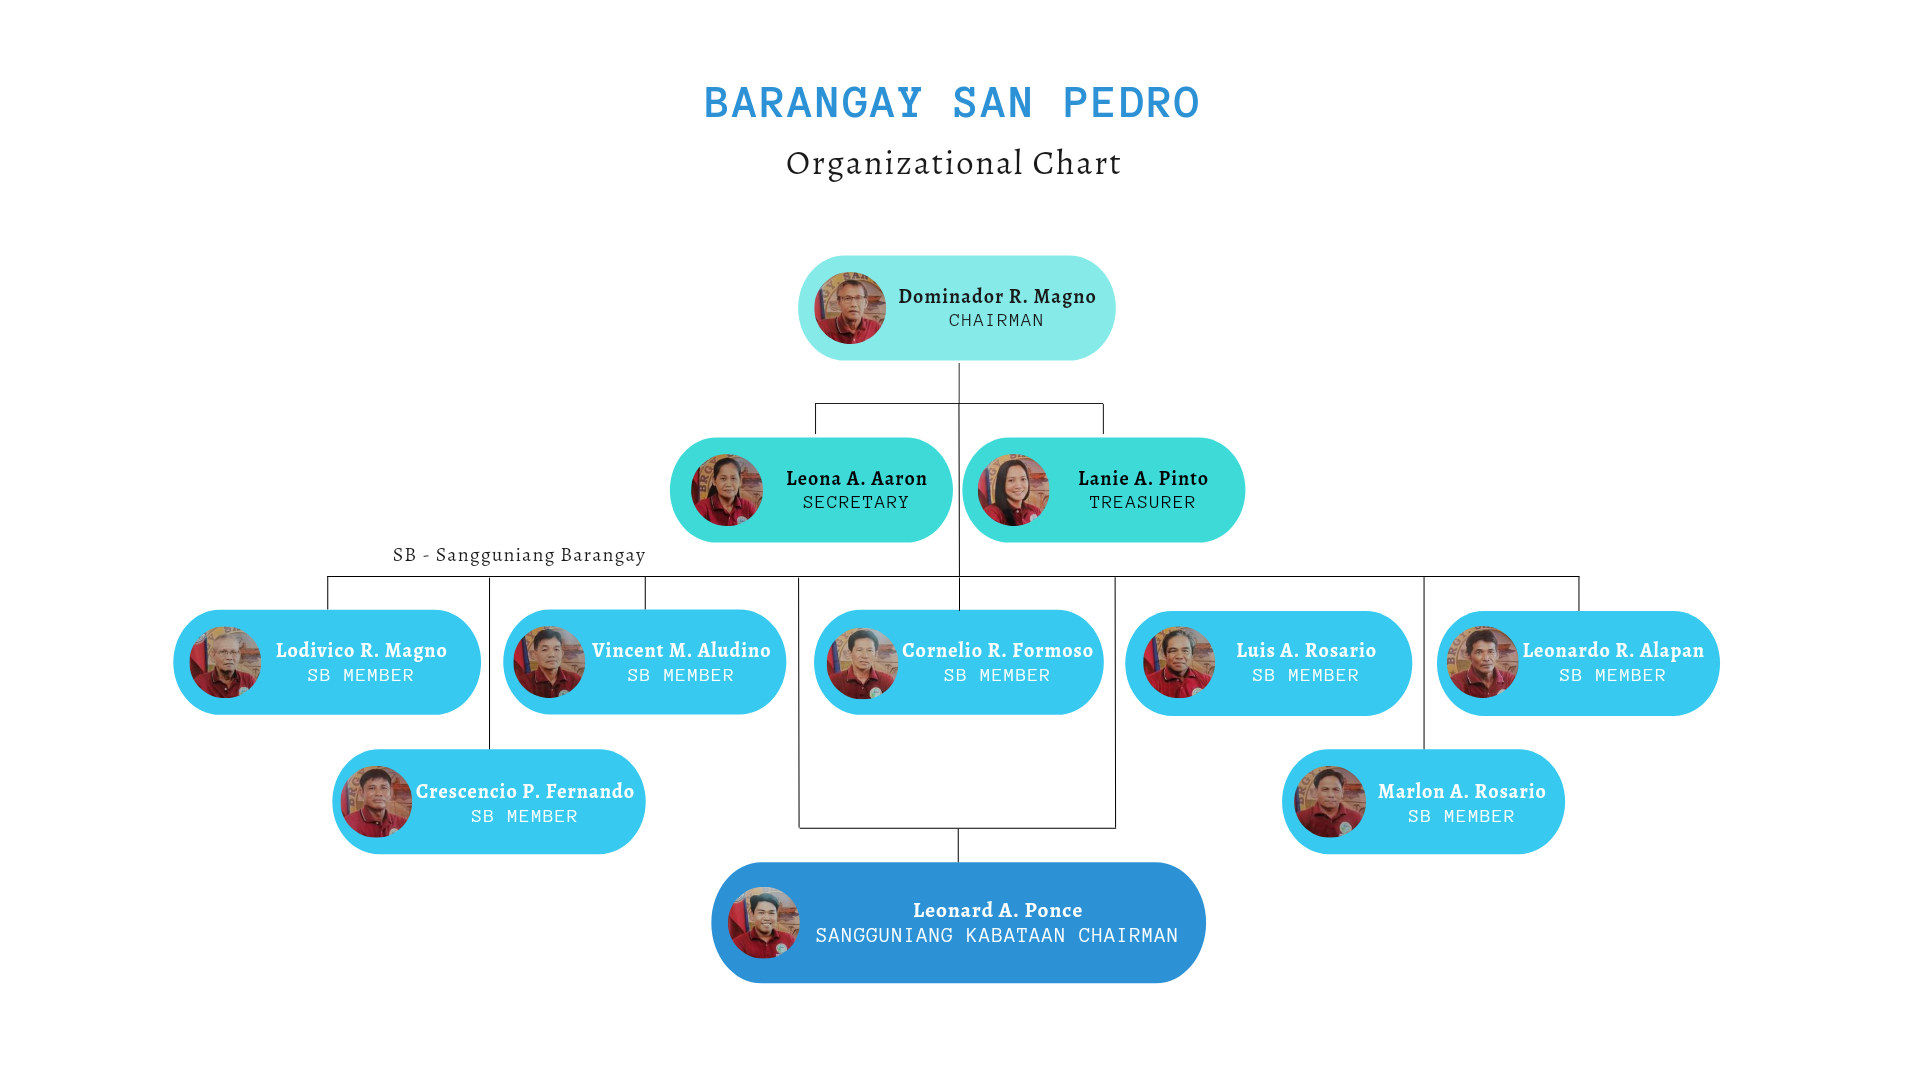 BARANGAY SAN PEDRO
Organizational Chart
Dominador R. Magno
CHAIRMAN
Leona A. Aaron
SECRETARY
Lanie A. Pinto
TREASURER
SB - Sangguniang Barangay
Lodivico R. Magno
SB MEMBER
Vincent M. Aludino
SB MEMBER
Cornelio R. Formoso
SB MEMBER
Luis A. Rosario
SB MEMBER
Leonardo R. Alapan
SB MEMBER
Crescencio P. Fernando
SB MEMBER
Marlon A. Rosario
SB MEMBER
Leonard A. Ponce
SANGGUNIANG KABATAAN CHAIRMAN